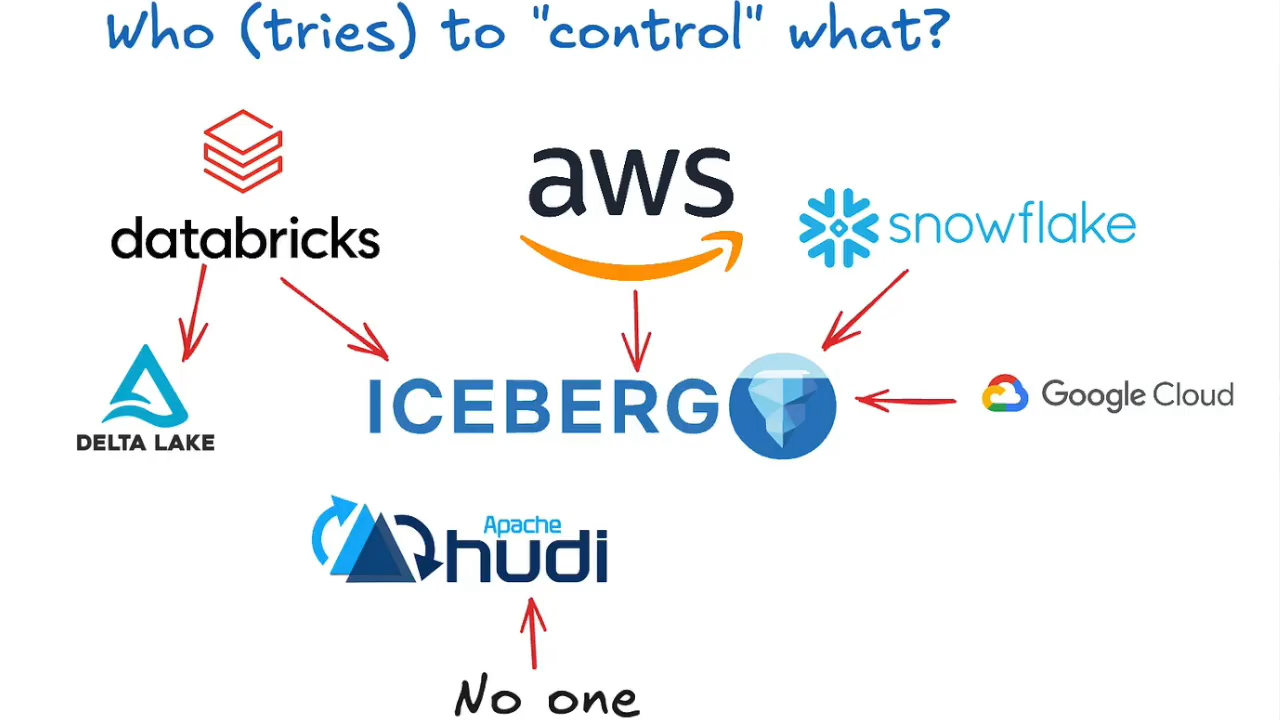 Who (tries) to "control" what?
databricks
aws
snowflake
DELTA LAKE
ICEBERG
Google Cloud
Apache
hudi
No one